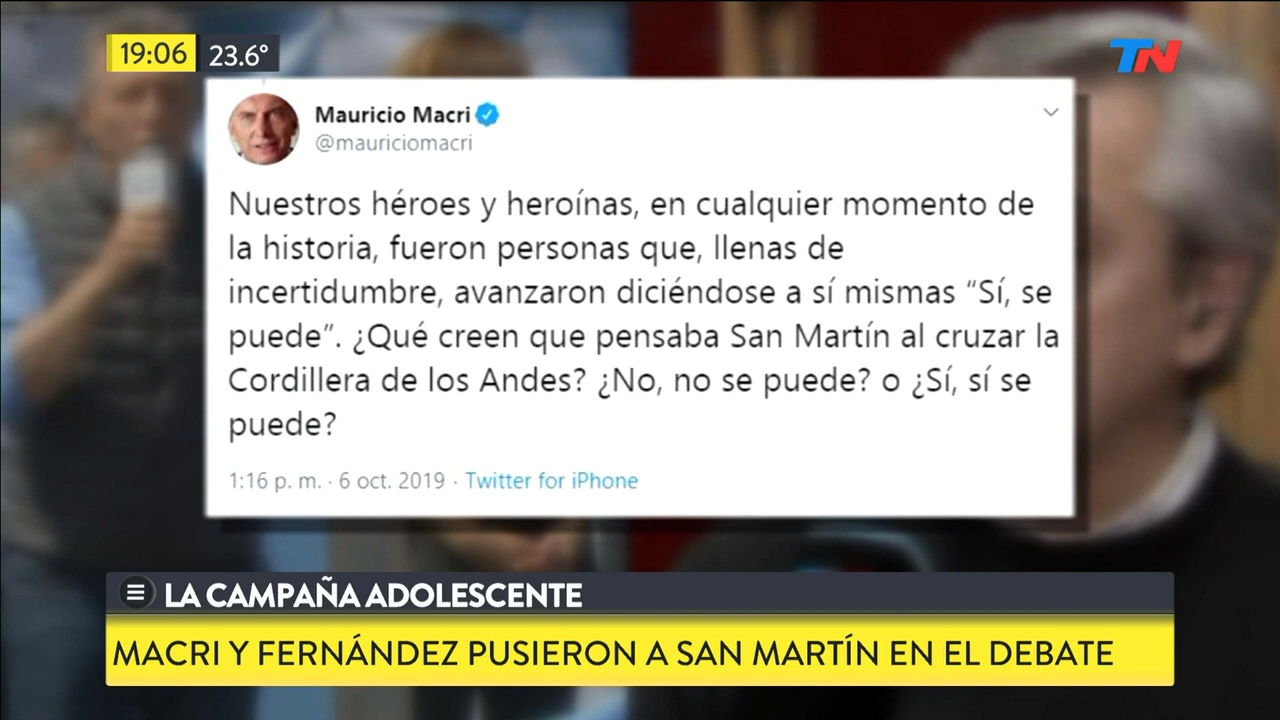 19:06 23.6°
TN
Mauricio Macri
@mauriciomacri
Nuestros héroes y heroínas, en cualquier momento de
la historia, fueron personas que, llenas de
incertidumbre, avanzaron diciéndose a sí mismas “Sí, se
puede”. ¿Qué creen que pensaba San Martín al cruzar la
Cordillera de los Andes? ¿No, no se puede? o ¿Sí, sí se
puede?
1:16 p. m. · 6 oct. 2019 · Twitter for iPhone
LA CAMPAÑA ADOLESCENTE
MACRI Y FERNÁNDEZ PUSIERON A SAN MARTÍN EN EL DEBATE